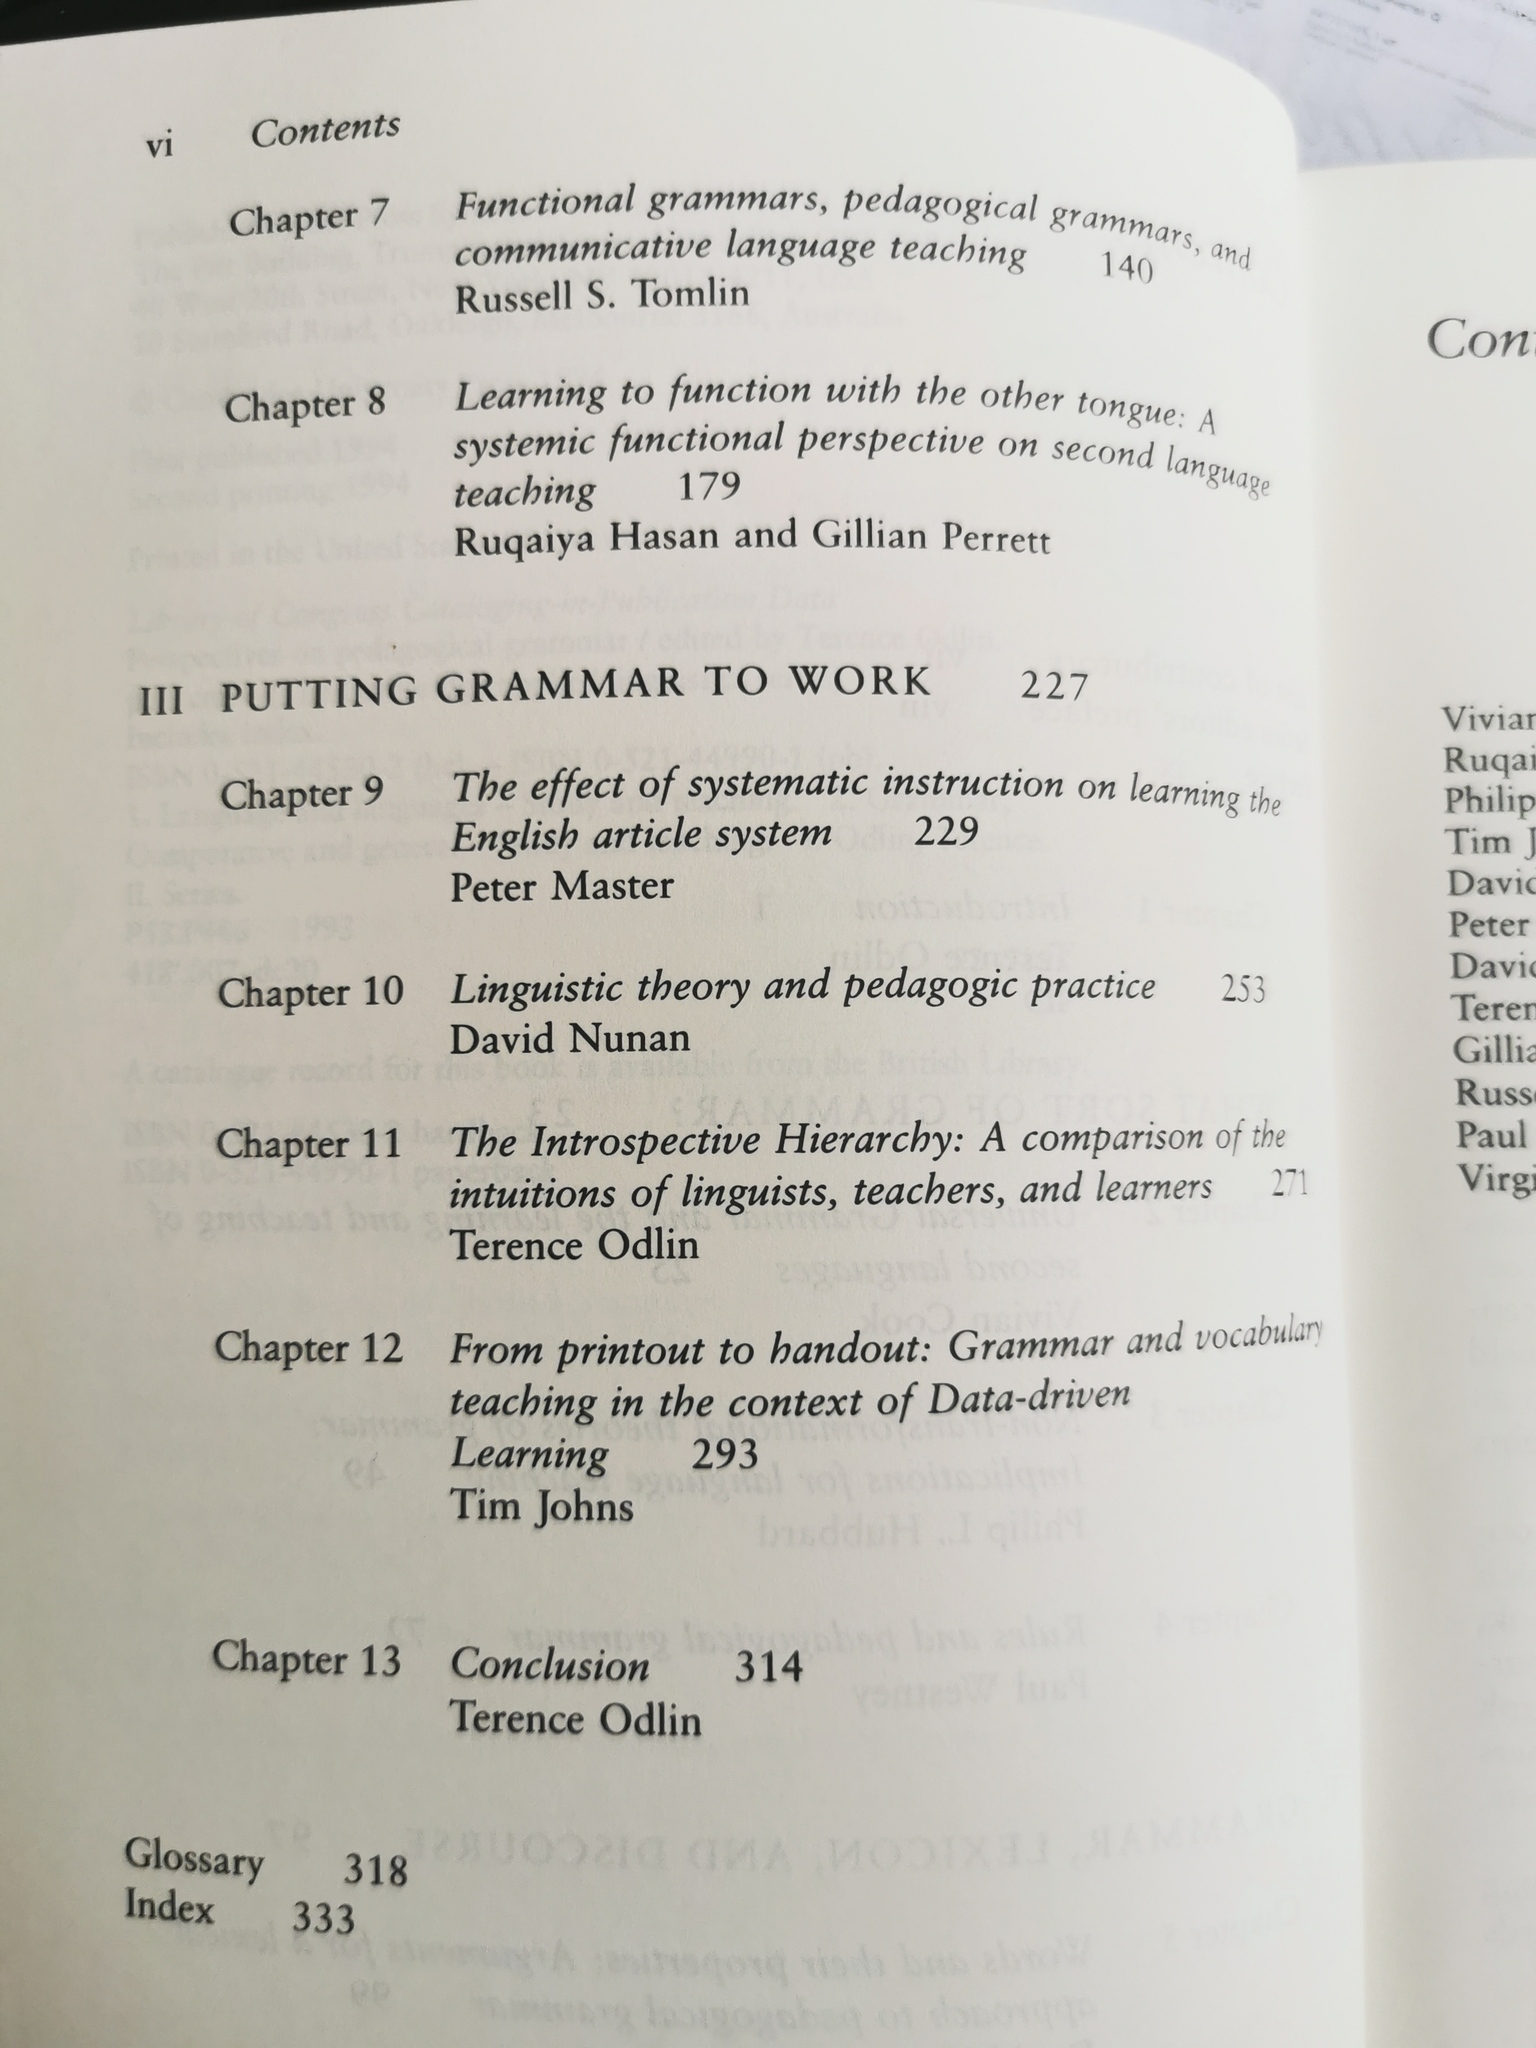 vi Contents
Chapter 7 Functional grammars, pedagogical grammars, and
communicative language teaching 140
Russell S. Tomlin
Chapter 8 Learning to function with the other tongue: A
systemic functional perspective on second language
teaching 179
Ruqaiya Hasan and Gillian Perrett
III PUTTING GRAMMAR TO WORK 227
Chapter 9 The effect of systematic instruction on learning the
English article system 229
Peter Master
Chapter 10 Linguistic theory and pedagogic practice 253
David Nunan
Chapter 11 The Introspective Hierarchy: A comparison of the
intuitions of linguists, teachers, and learners 271
Terence Odlin
Chapter 12 From printout to handout: Grammar and vocabulary
teaching in the context of Data-driven
Learning 293
Tim Johns
Chapter 13 Conclusion 314
Terence Odlin
Glossary 318
Index 333
Philip
Tim J
Peter
Paul